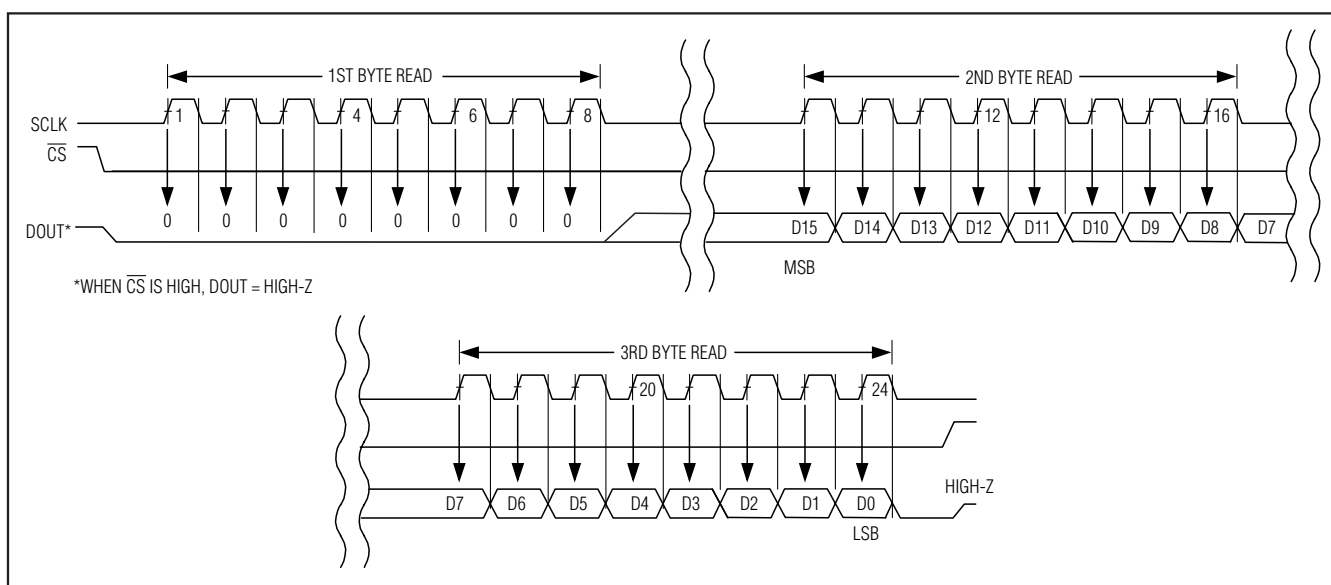 1ST BYTE READ
2ND BYTE READ
SCLK
1 4 6 8 12 16
CS
0 0 0 0 0 0 0 0
DOUT*
D15 D14 D13 D12 D11 D10 D9 D8 D7
MSB
*WHEN CS IS HIGH, DOUT = HIGH-Z
3RD BYTE READ
20 24
HIGH-Z
D7 D6 D5 D4 D3 D2 D1 D0
LSB